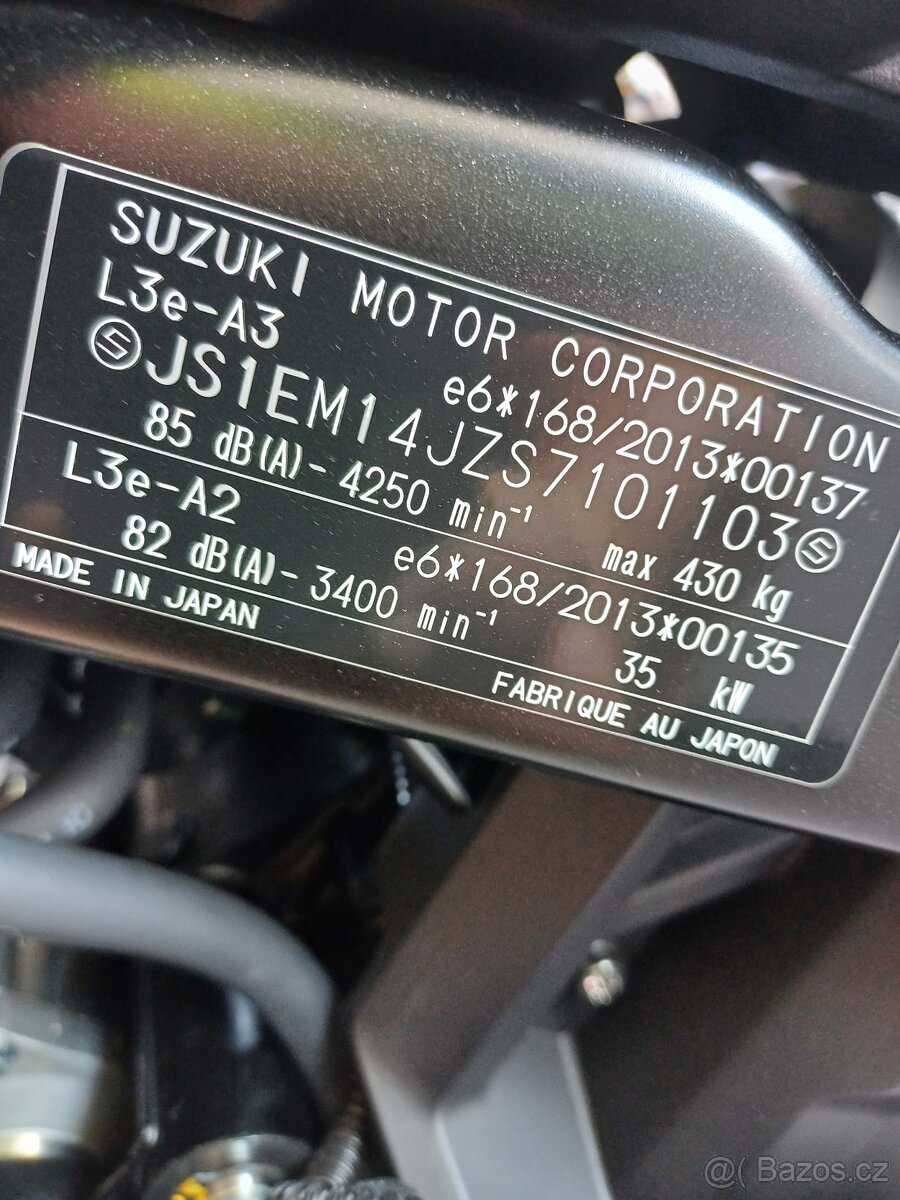 SUZUKI MOTOR CORPORATION
L3e-A3 e6*168/2013*00137
JS1EM14JZS7101103
85 dB(A)- 4250 min⁻¹ max 430 kg
L3e-A2 e6*168/2013*00135
82 dB(A)- 3400 min⁻¹ 35 kW
MADE IN JAPAN FABRIQUE AU JAPON
@( Bazos.cz